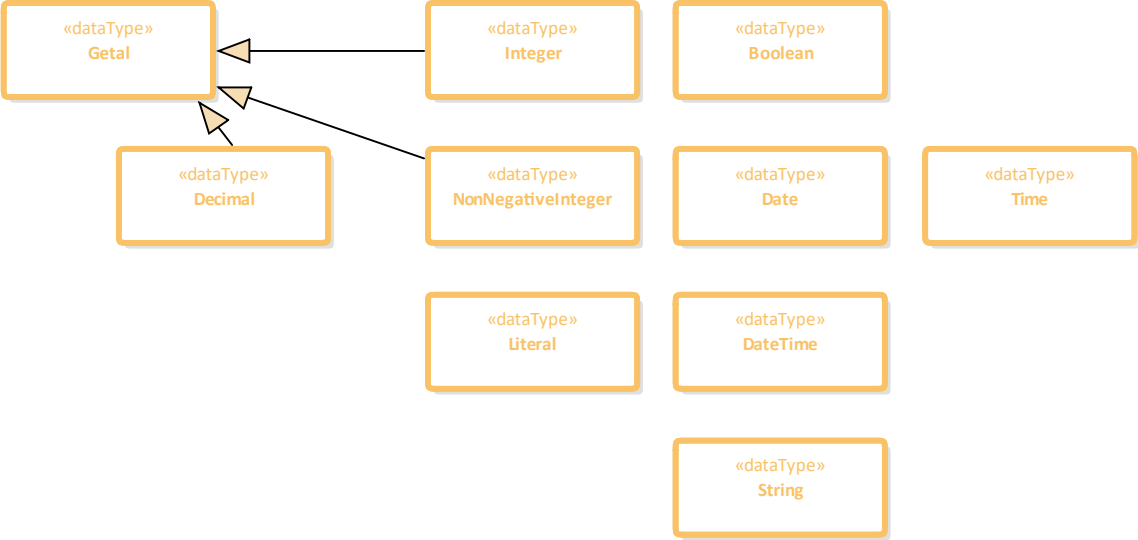 «dataType»
Getal
«dataType»
Integer
«dataType»
Boolean
«dataType»
Decimal
«dataType»
NonNegativeInteger
«dataType»
Date
«dataType»
Time
«dataType»
Literal
«dataType»
DateTime
«dataType»
String